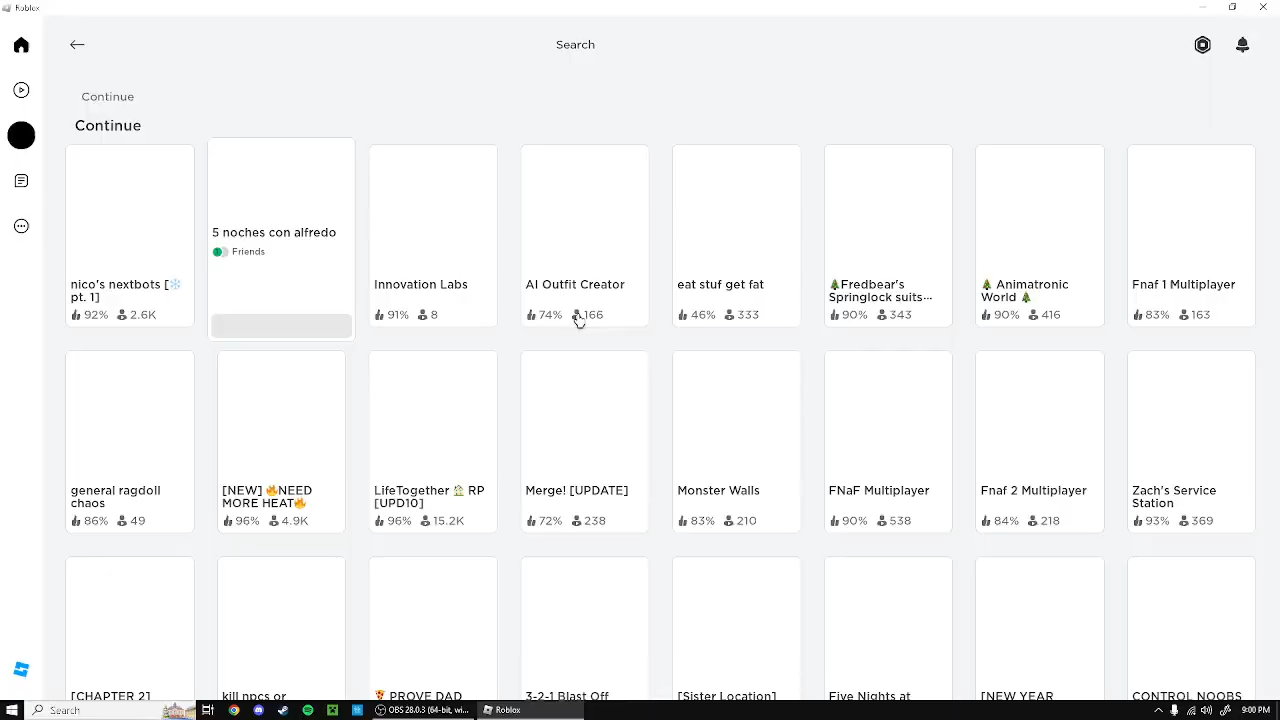 Roblox
Search
Continue
Continue
nico's nextbots [❄️
pt. 1]
92% 2.6K
5 noches con alfredo
Friends
Innovation Labs
91% 8
AI Outfit Creator
74% 166
eat stuf get fat
46% 333
🎄Fredbear's
Springlock suits...
90% 343
🎄 Animatronic
World 🎄
90% 416
Fnaf 1 Multiplayer
83% 163
general ragdoll
chaos
86% 49
[NEW] 🔥NEED
MORE HEAT🔥
96% 4.9K
LifeTogether 🏠 RP
[UPD10]
96% 15.2K
Merge! [UPDATE]
72% 238
Monster Walls
83% 210
FNaF Multiplayer
90% 538
Fnaf 2 Multiplayer
84% 218
Zach's Service
Station
93% 369
[CHAPTER 2]
kill npcs or
🍕 PROVE DAD
3-2-1 Blast Off
[Sister Location]
Five Nights at
[NEW YEAR
CONTROL NOOBS
Search
OBS 28.0.3 (64-bit, wi...
Roblox
9:00 PM